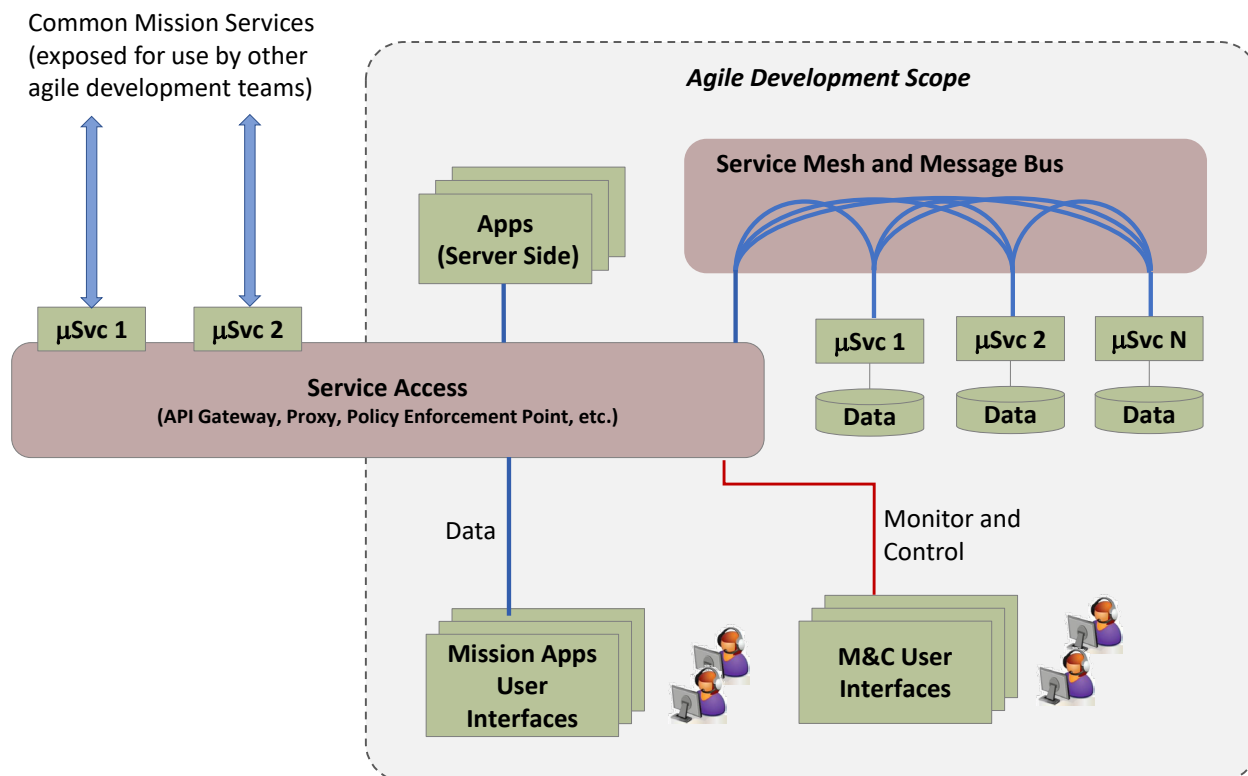 Common Mission Services
(exposed for use by other
agile development teams)
Agile Development Scope
Service Mesh and Message Bus
Apps
(Server Side)
μSvc 1
μSvc 2
μSvc 1
μSvc 2
μSvc N
Service Access
(API Gateway, Proxy, Policy Enforcement Point, etc.)
Data
Data
Data
Data
Monitor and
Control
Mission Apps
User
Interfaces
M&C User
Interfaces